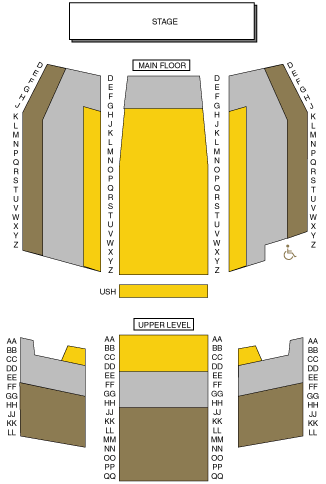 STAGE
MAIN FLOOR
D
E
F
G
H
J
K
L
M
N
P
Q
R
S
T
U
V
W
X
Y
Z
D
E
F
G
H
J
K
L
M
N
O
P
Q
R
S
T
U
V
W
X
Y
Z
D
E
F
G
H
J
K
L
M
N
O
P
Q
R
S
T
U
V
W
X
Y
Z
D
E
F
G
H
J
K
L
M
N
P
Q
R
S
T
U
V
W
X
Y
Z
USH
UPPER LEVEL
AA
BB
CC
DD
EE
FF
GG
HH
JJ
KK
LL
AA
BB
CC
DD
EE
FF
GG
HH
JJ
KK
LL
MM
NN
OO
PP
QQ
AA
BB
CC
DD
EE
FF
GG
HH
JJ
KK
LL
MM
NN
OO
PP
QQ
AA
BB
CC
DD
EE
FF
GG
HH
JJ
KK
LL